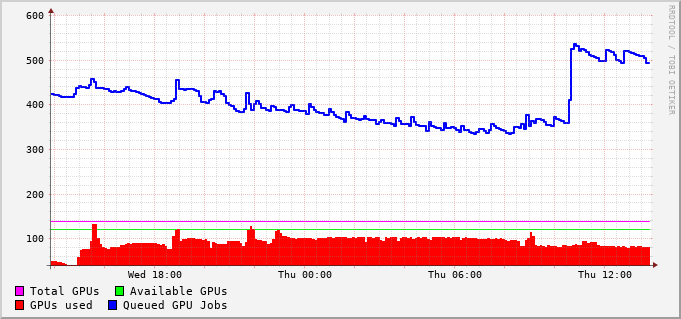 600
500
400
300
200
100
Wed 18:00 Thu 00:00 Thu 06:00 Thu 12:00
Total GPUs Available GPUs
GPUs used Queued GPU Jobs
RRDTOOL / TOBI OETIKER